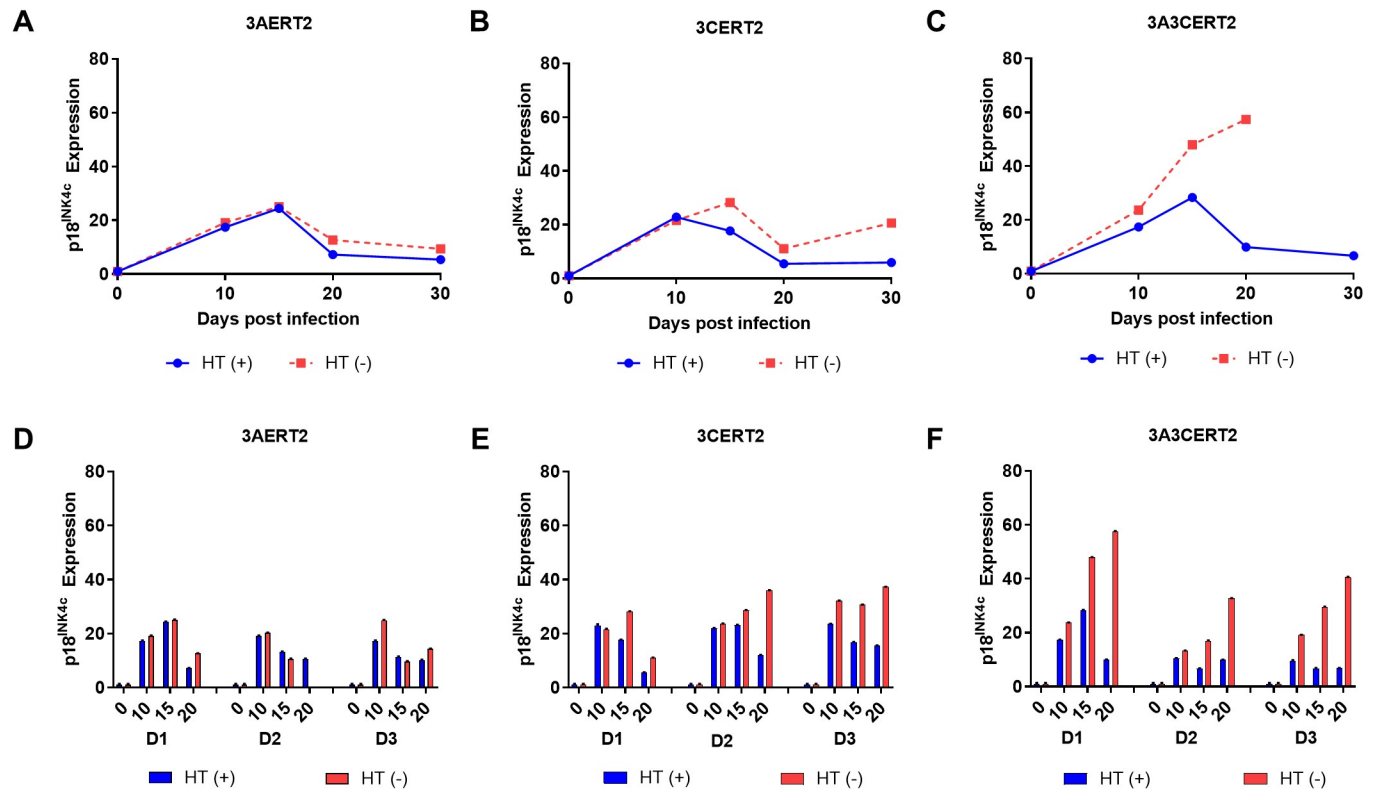 A
3AERT2
p18INK4c Expression
80
60
40
20
0
0 10 20 30
Days post infection
HT (+) HT (-)
B
3CERT2
p18INK4c Expression
80
60
40
20
0
0 10 20 30
Days post infection
HT (+) HT (-)
C
3A3CERT2
p18INK4c Expression
80
60
40
20
0
0 10 20 30
Days post infection
HT (+) HT (-)
D
3AERT2
p18INK4c Expression
80
60
40
20
0
0 10 15 20 0 10 15 20 0 10 15 20
D1 D2 D3
HT (+) HT (-)
E
3CERT2
p18INK4c Expression
80
60
40
20
0
0 10 15 20 0 10 15 20 0 10 15 20
D1 D2 D3
HT (+) HT (-)
F
3A3CERT2
p18INK4c Expression
80
60
40
20
0
0 10 15 20 0 10 15 20 0 10 15 20
D1 D2 D3
HT (+) HT (-)